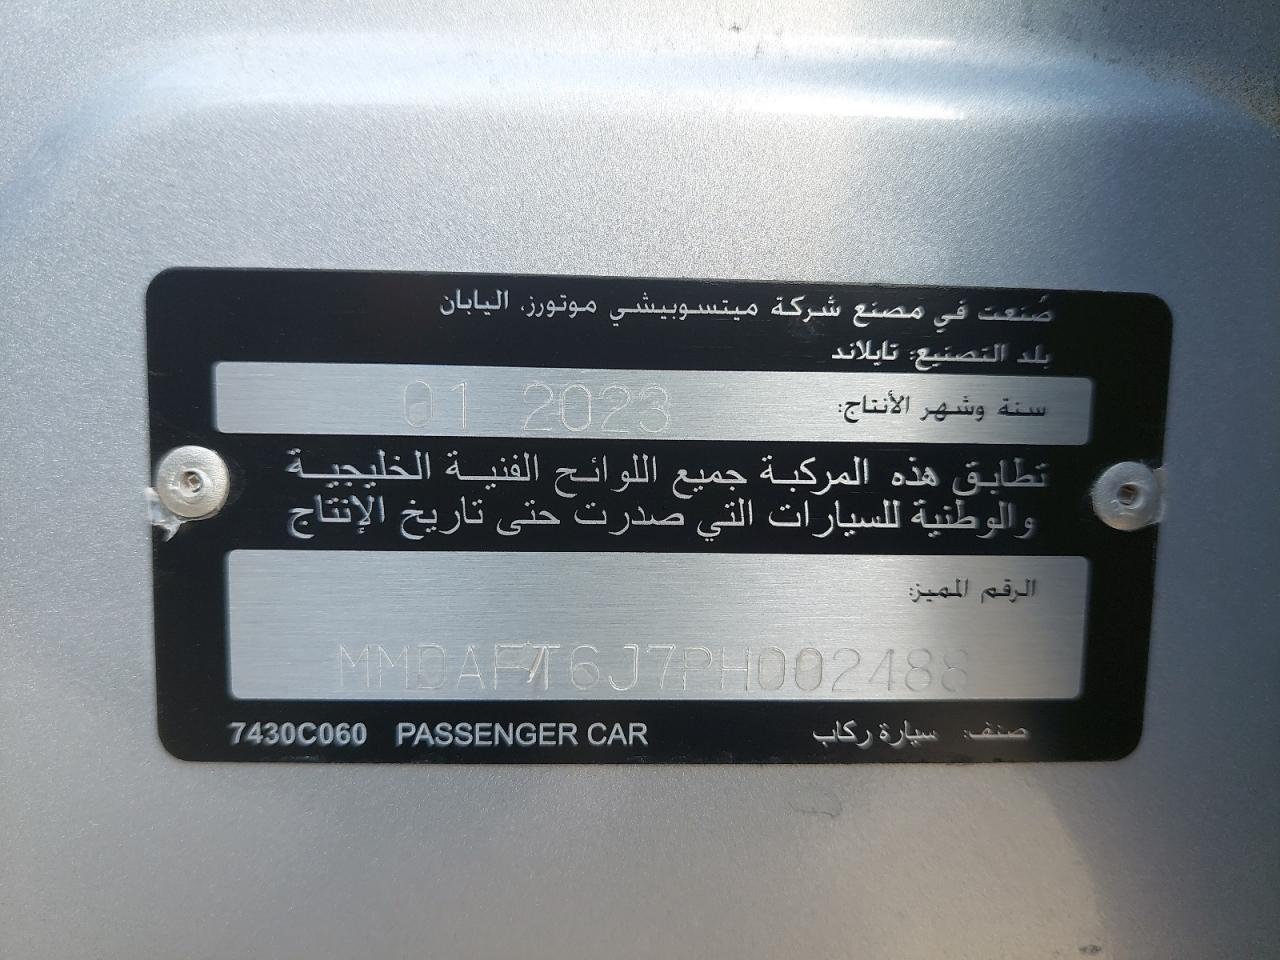 صُنعت في مصنع شركة ميتسوبيشي موتورز، اليابان
بلد التصنيع: تايلاند
سنة وشهر الأنتاج: 01 2023
تطابق هذه المركبة جميع اللوائح الفنية الخليجية
والوطنية للسيارات التي صدرت حتى تاريخ الإنتاج
الرقم المميز:
MMDAFT6J7PH002488
صنف: سيارة ركاب PASSENGER CAR 7430C060